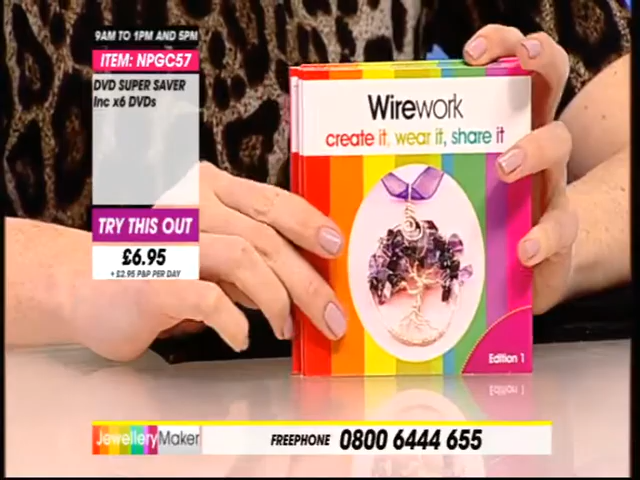 9AM TO 1PM AND 5PM
ITEM: NPGC57
DVD SUPER SAVER
Inc x6 DVDs
TRY THIS OUT
£6.95
+ £2.95 P&P PER DAY
Wirework
create it, wear it, share it
Edition 1
JewelleryMaker
FREEPHONE 0800 6444 655